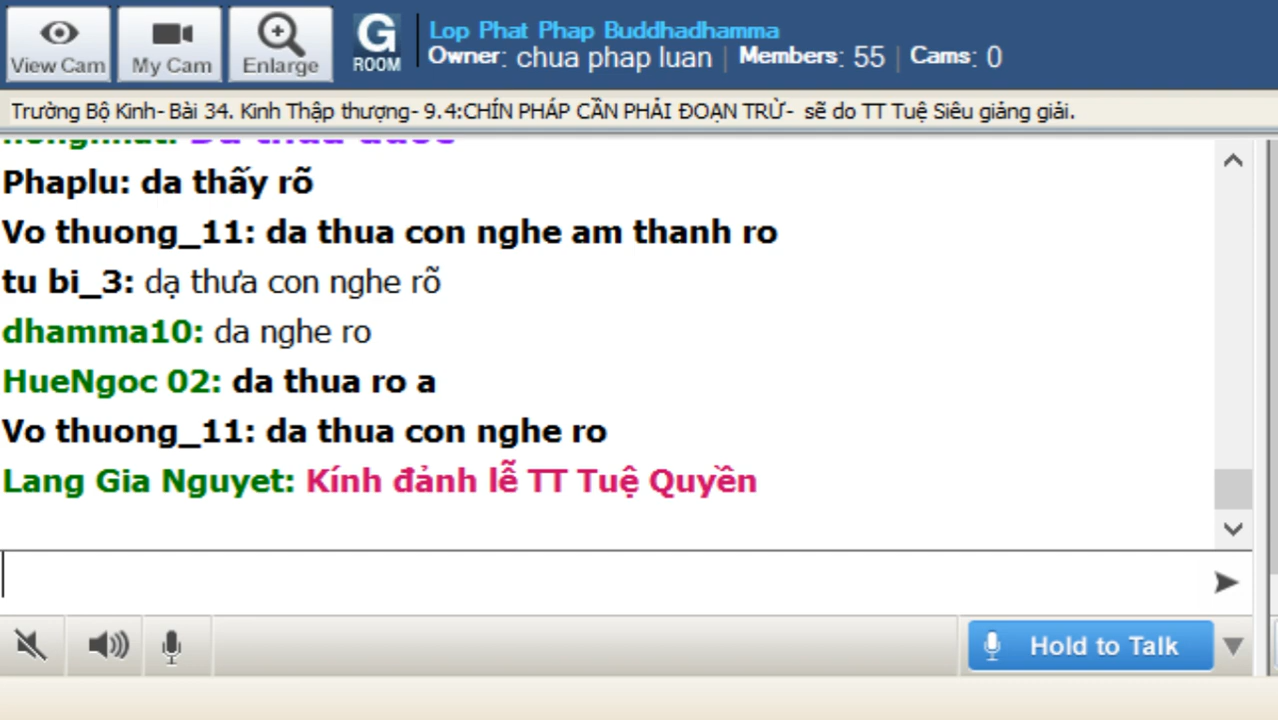 View Cam
My Cam
Enlarge
G
ROOM
Lop Phat Phap Buddhadhamma
Owner: chua phap luan | Members: 55 | Cams: 0
Trường Bộ Kinh- Bài 34. Kinh Thập thượng- 9.4:CHÍN PHÁP CẦN PHẢI ĐOẠN TRỪ- sẽ do TT Tuệ Siêu giảng giải.
Phaplu: da thấy rõ
Vo thuong_11: da thua con nghe am thanh ro
tu bi_3: dạ thưa con nghe rõ
dhamma10: da nghe ro
HueNgoc 02: da thua ro a
Vo thuong_11: da thua con nghe ro
Lang Gia Nguyet: Kính đảnh lễ TT Tuệ Quyền
Hold to Talk